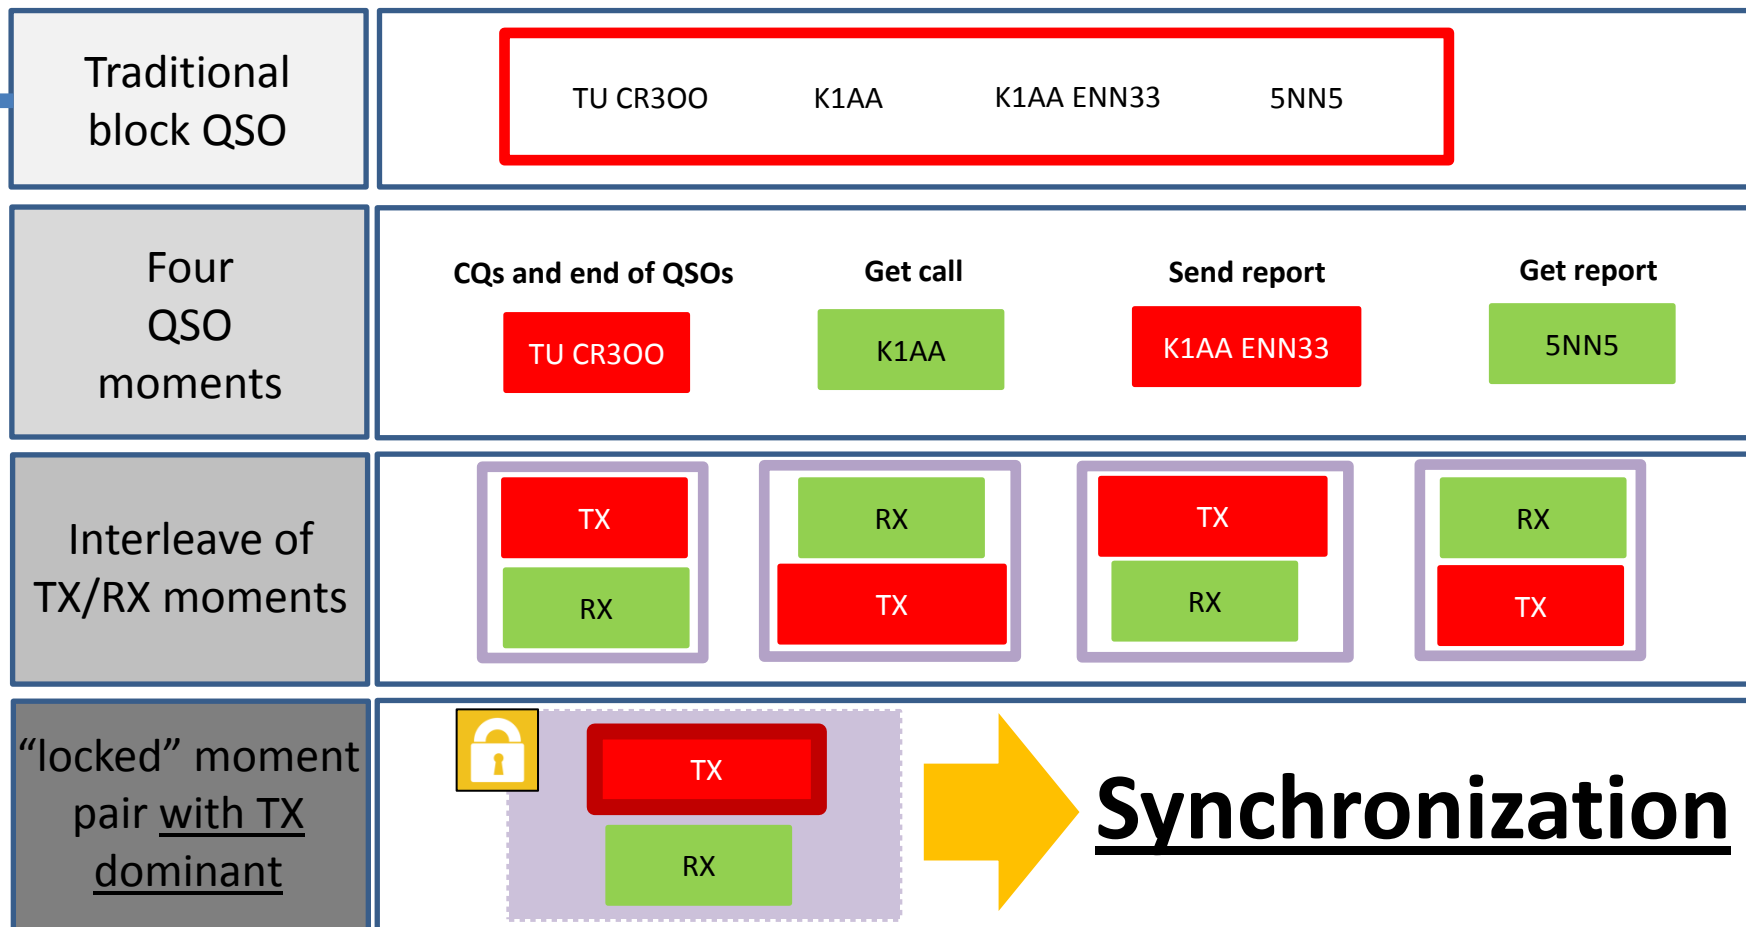 Traditional
block QSO
TU CR3OO
K1AA
K1AA ENN33
5NN5
Four
QSO
moments
CQs and end of QSOs
Get call
Send report
Get report
TU CR3OO
K1AA
K1AA ENN33
5NN5
Interleave of
TX/RX moments
TX
RX
TX
RX
RX
TX
RX
TX
“locked” moment
pair with TX
dominant
TX
RX
Synchronization